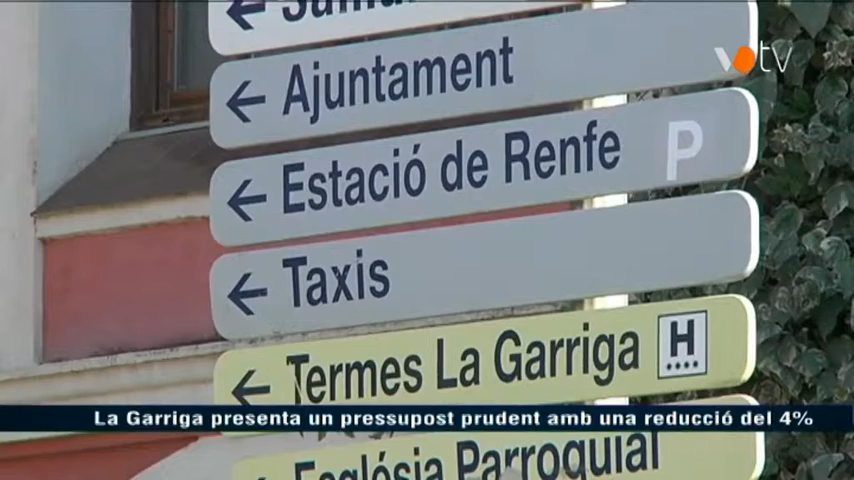 votv
Ajuntament
Estació de Renfe P
Taxis
Termes La Garriga H
La Garriga presenta un pressupost prudent amb una reducció del 4%
Església Parroquial